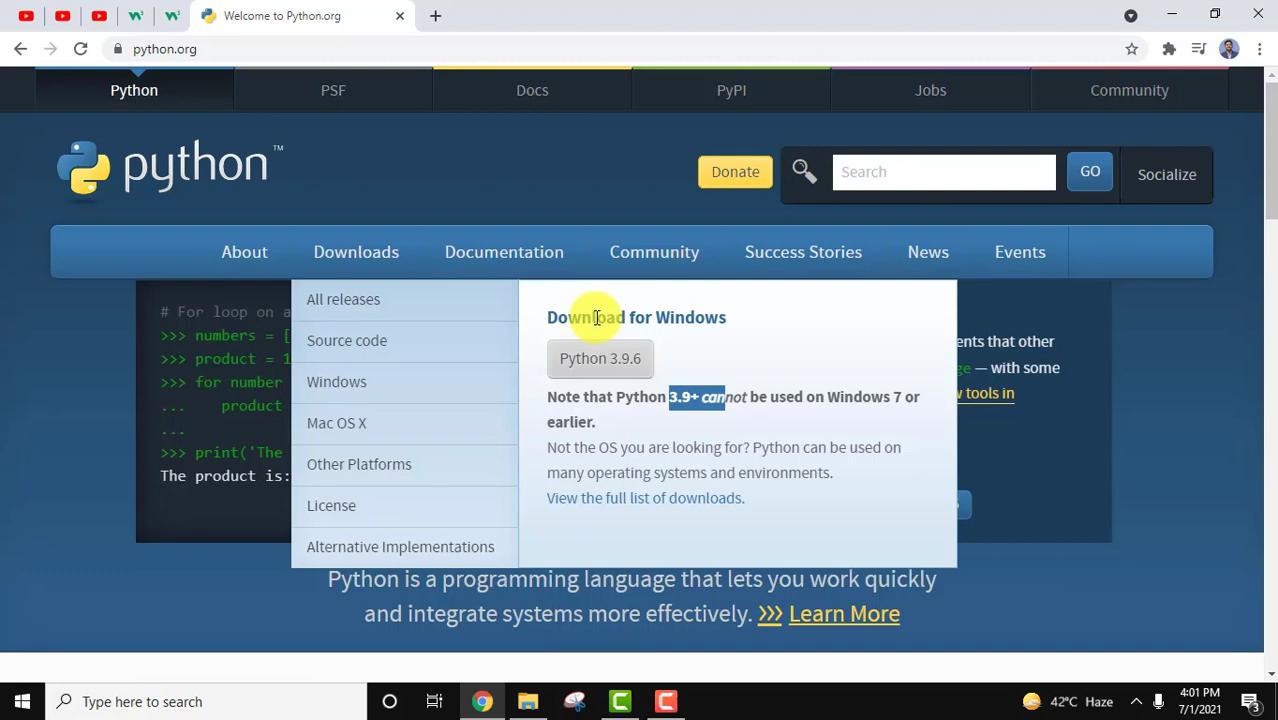 Welcome to Python.org
python.org
Python PSF Docs PyPI Jobs Community
python™
Donate
Search
GO
Socialize
About Downloads Documentation Community Success Stories News Events
All releases
Source code
Windows
Mac OS X
Other Platforms
License
Alternative Implementations
Download for Windows
Python 3.9.6
Note that Python 3.9+ cannot be used on Windows 7 or
earlier.
Not the OS you are looking for? Python can be used on
many operating systems and environments.
View the full list of downloads.
# For loop on a
>>> numbers = [
>>> product = 1
>>> for number
... product
...
>>> print('The
The product is:
ents that other
— with some
w tools in
Python is a programming language that lets you work quickly
and integrate systems more effectively. >>> Learn More
Type here to search
42°C Haze
4:01 PM
7/1/2021
3